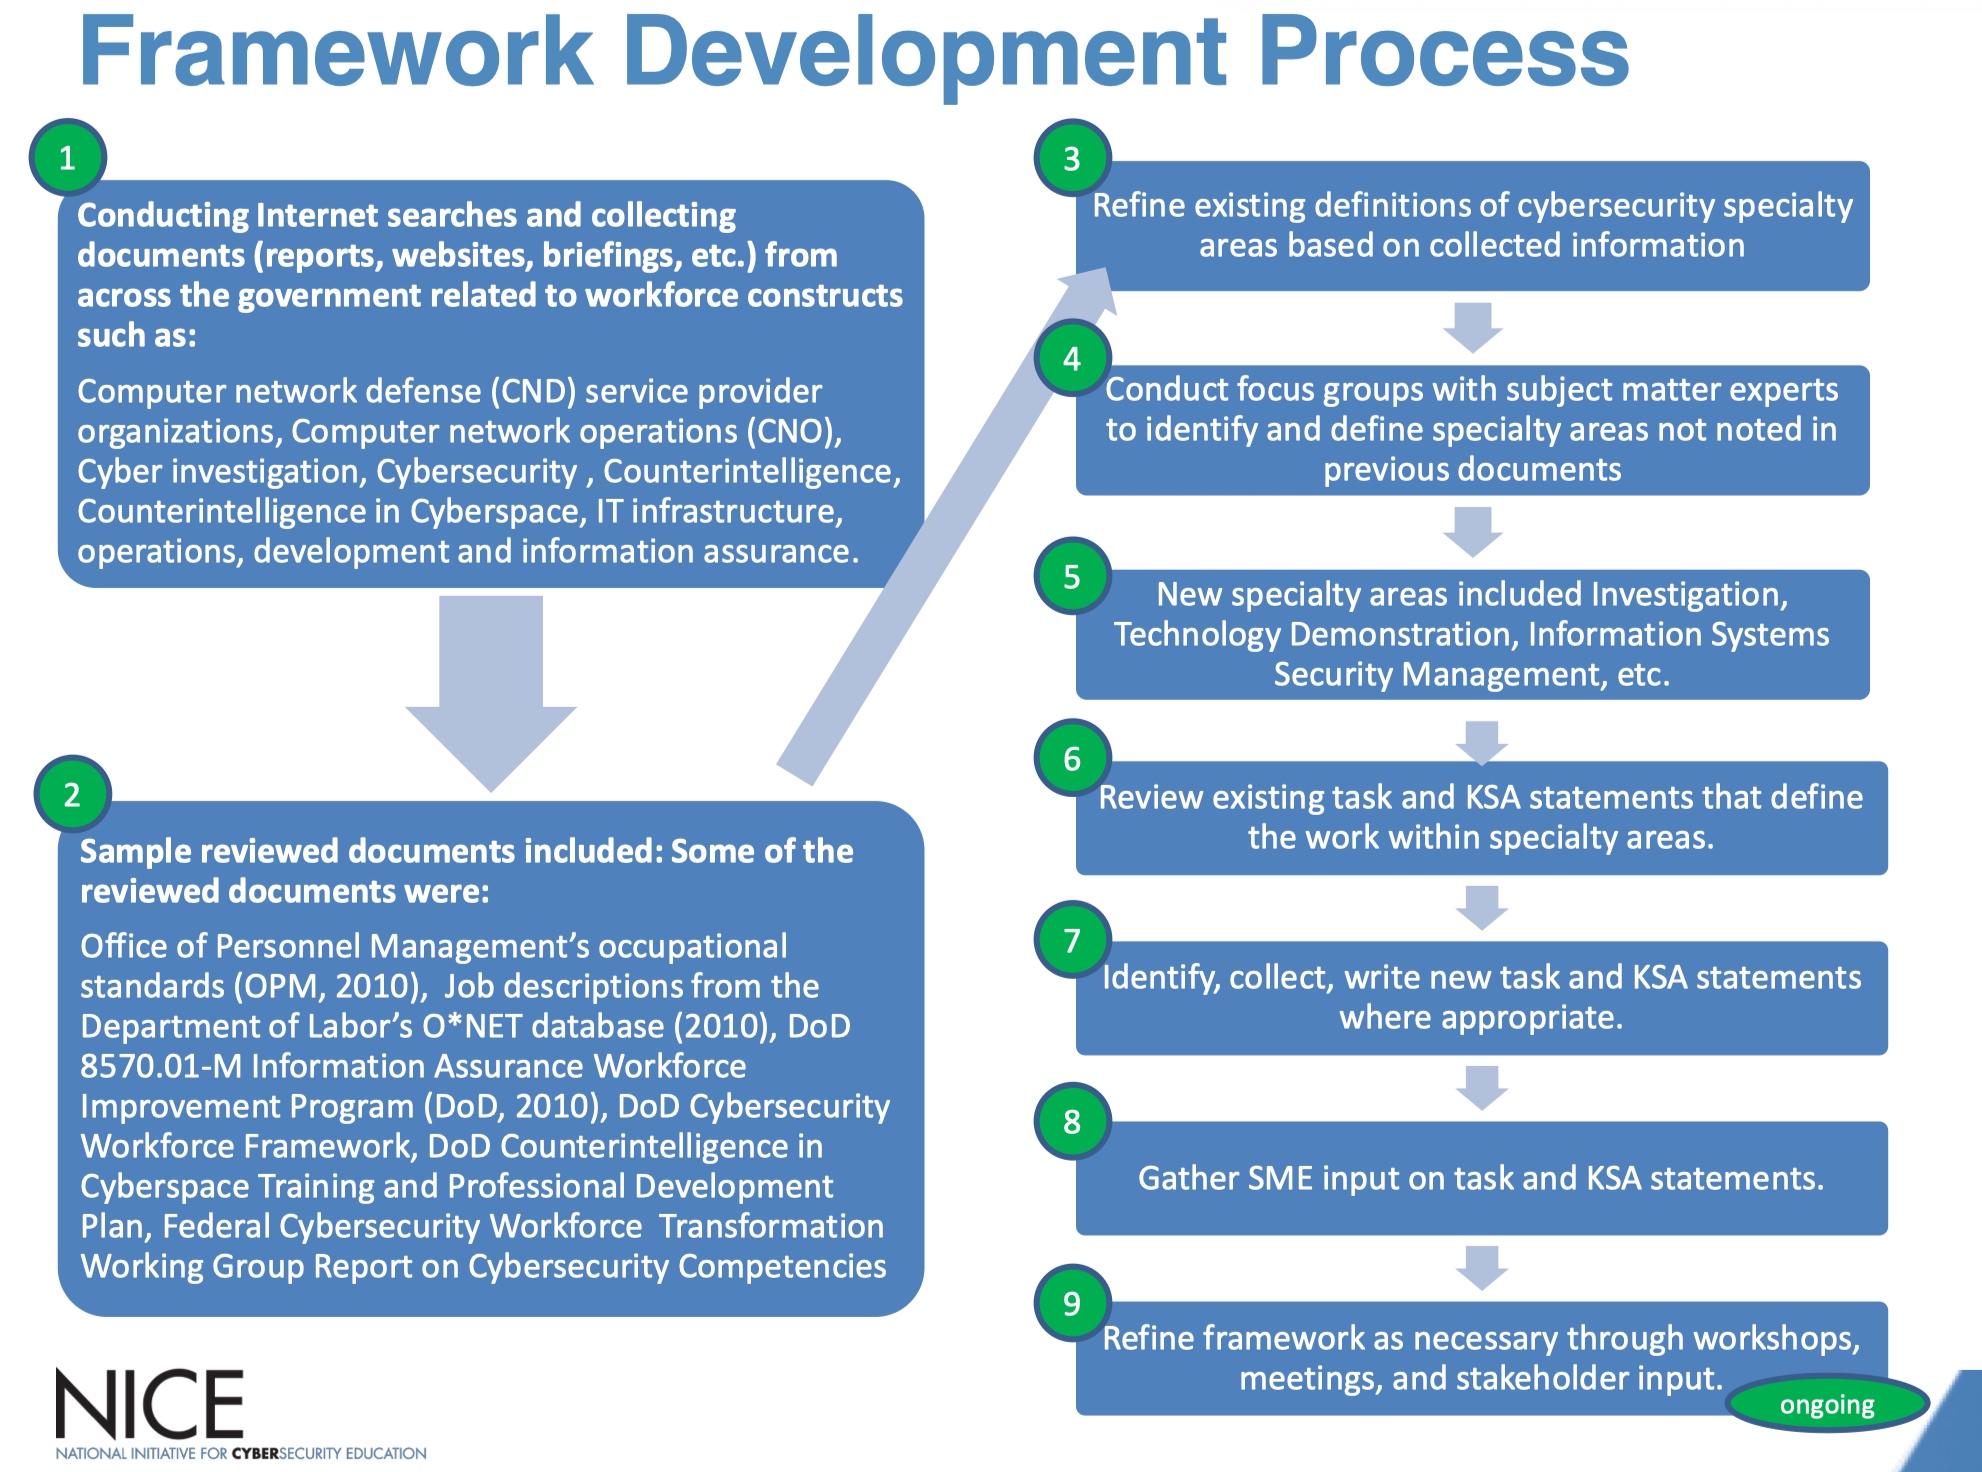 Framework Development Process
1
Conducting Internet searches and collecting
documents (reports, websites, briefings, etc.) from
across the government related to workforce constructs
such as:
Computer network defense (CND) service provider
organizations, Computer network operations (CNO),
Cyber investigation, Cybersecurity , Counterintelligence,
Counterintelligence in Cyberspace, IT infrastructure,
operations, development and information assurance.
2
Sample reviewed documents included: Some of the
reviewed documents were:
Office of Personnel Management’s occupational
standards (OPM, 2010),  Job descriptions from the
Department of Labor’s O*NET database (2010), DoD
8570.01-M Information Assurance Workforce
Improvement Program (DoD, 2010), DoD Cybersecurity
Workforce Framework, DoD Counterintelligence in
Cyberspace Training and Professional Development
Plan, Federal Cybersecurity Workforce  Transformation
Working Group Report on Cybersecurity Competencies
3
Refine existing definitions of cybersecurity specialty
areas based on collected information
4
Conduct focus groups with subject matter experts
to identify and define specialty areas not noted in
previous documents
5
New specialty areas included Investigation,
Technology Demonstration, Information Systems
Security Management, etc.
6
Review existing task and KSA statements that define
the work within specialty areas.
7
Identify, collect, write new task and KSA statements
where appropriate.
8
Gather SME input on task and KSA statements.
9
Refine framework as necessary through workshops,
meetings, and stakeholder input.
ongoing
NICE
NATIONAL INITIATIVE FOR CYBERSECURITY EDUCATION